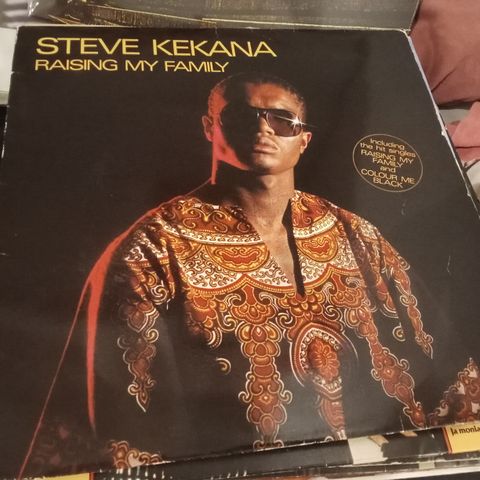 STEVE KEKANA
RAISING MY FAMILY
Including
the hit singles
RAISING MY
FAMILY
and
COLOUR ME
BLACK